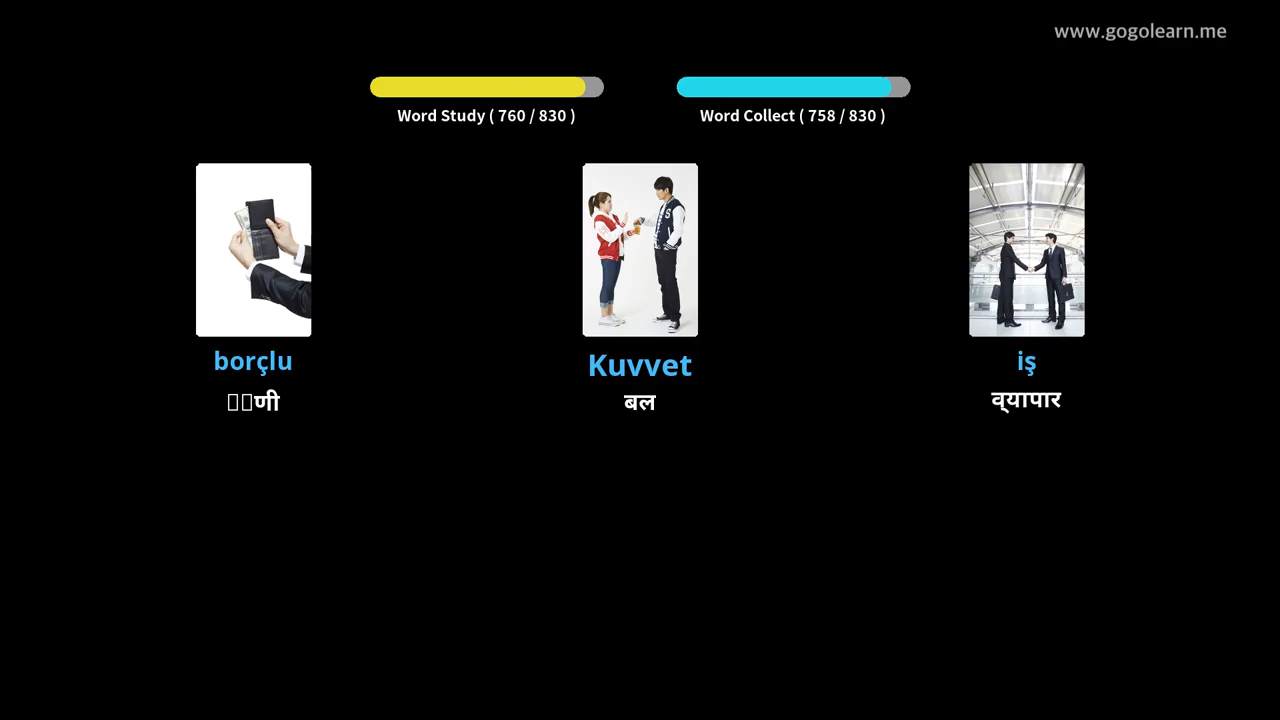 www.gogolearn.me
Word Study ( 760 / 830 )
Word Collect ( 758 / 830 )
borçlu
Kuvvet
iş
बल
व्यापार